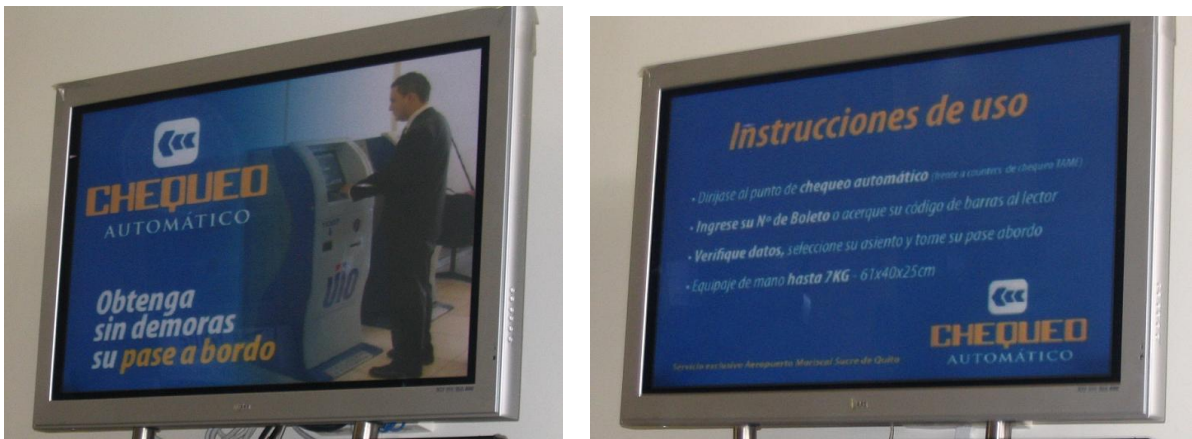 CHEQUEO
AUTOMÁTICO
Obtenga
sin demoras
su pase a bordo
UIO
Instrucciones de uso
• Diríjase al punto de chequeo automático (frente a counters de chequeo TAME)
• Ingrese su Nº de Boleto o acerque su código de barras al lector
• Verifique datos, seleccione su asiento y tome su pase abordo
• Equipaje de mano hasta 7KG - 61x40x25cm
CHEQUEO
AUTOMÁTICO
Servicio exclusivo Aeropuerto Mariscal Sucre de Quito